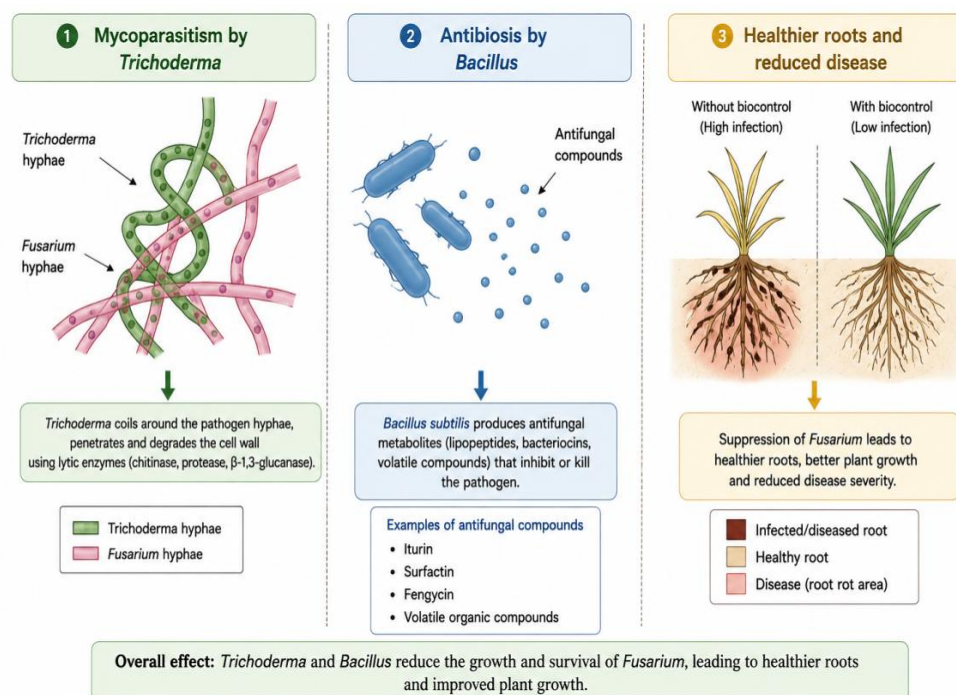 1 Mycoparasitism by
Trichoderma
Trichoderma
hyphae
Fusarium
hyphae
Trichoderma coils around the pathogen hyphae,
penetrates and degrades the cell wall
using lytic enzymes (chitinase, protease, β-1,3-glucanase).
Trichoderma hyphae
Fusarium hyphae
2 Antibiosis by
Bacillus
Antifungal
compounds
Bacillus subtilis produces antifungal
metabolites (lipopeptides, bacteriocins,
volatile compounds) that inhibit or kill
the pathogen.
Examples of antifungal compounds
• Iturin
• Surfactin
• Fengycin
• Volatile organic compounds
3 Healthier roots and
reduced disease
Without biocontrol
(High infection)
With biocontrol
(Low infection)
Suppression of Fusarium leads to
healthier roots, better plant growth
and reduced disease severity.
Infected/diseased root
Healthy root
Disease (root rot area)
Overall effect: Trichoderma and Bacillus reduce the growth and survival of Fusarium, leading to healthier roots
and improved plant growth.